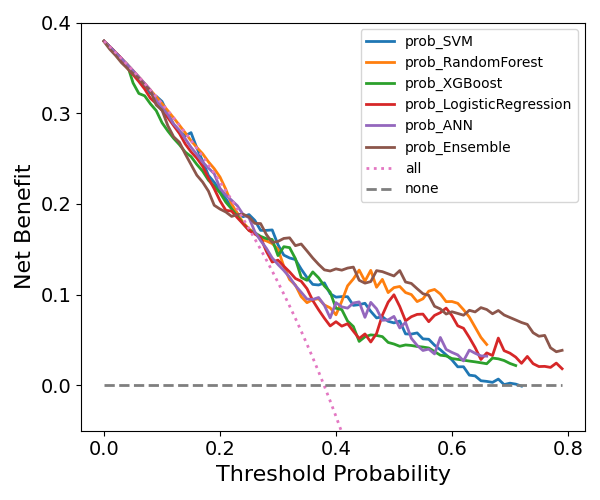 prob_SVM
prob_RandomForest
prob_XGBoost
prob_LogisticRegression
prob_ANN
prob_Ensemble
all
none
Net Benefit
0.4
0.3
0.2
0.1
0.0
0.0 0.2 0.4 0.6 0.8
Threshold Probability